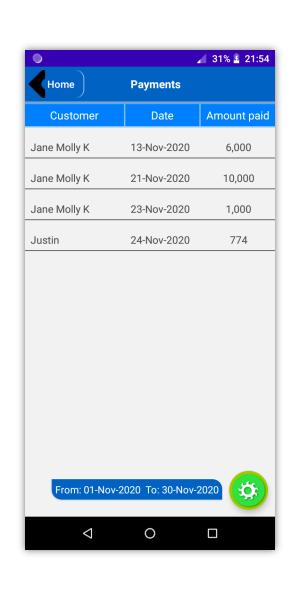 31% 21:54
Home Payments
Customer Date Amount paid
Jane Molly K 13-Nov-2020 6,000
Jane Molly K 21-Nov-2020 10,000
Jane Molly K 23-Nov-2020 1,000
Justin 24-Nov-2020 774
From: 01-Nov-2020 To: 30-Nov-2020